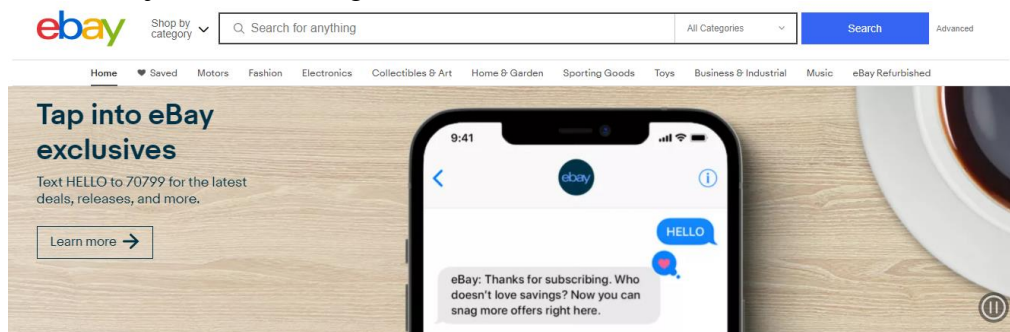 ebay
Shop by
category
Search for anything
All Categories
Search
Advanced
Home Saved Motors Fashion Electronics Collectibles & Art Home & Garden Sporting Goods Toys Business & Industrial Music eBay Refurbished
Tap into eBay
exclusives
Text HELLO to 70799 for the latest
deals, releases, and more.
Learn more
9:41
ebay
HELLO
eBay: Thanks for subscribing. Who
doesn't love savings? Now you can
snag more offers right here.